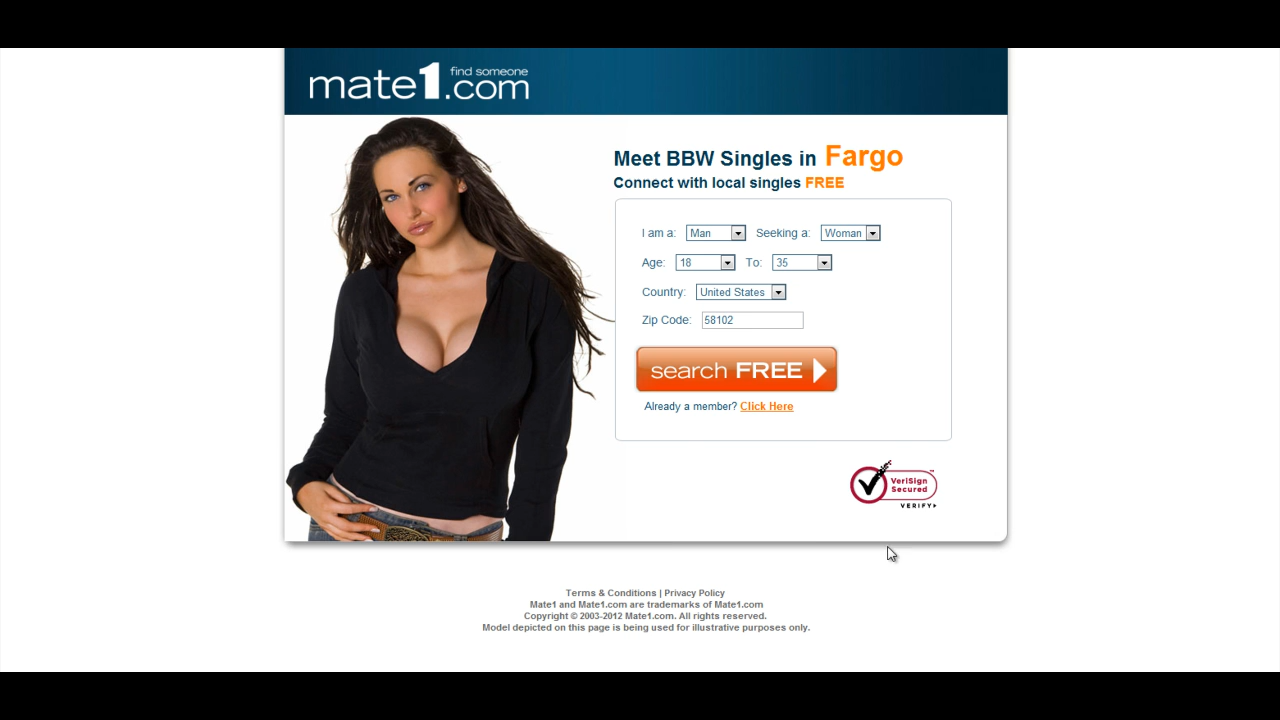 mate1.com find someone
Meet BBW Singles in Fargo
Connect with local singles FREE
I am a: Man Seeking a: Woman
Age: 18 To: 35
Country: United States
Zip Code: 58102
search FREE
Already a member? Click Here
VeriSign
Secured
VERIFY
Terms & Conditions | Privacy Policy
Mate1 and Mate1.com are trademarks of Mate1.com
Copyright © 2003-2012 Mate1.com. All rights reserved.
Model depicted on this page is being used for illustrative purposes only.